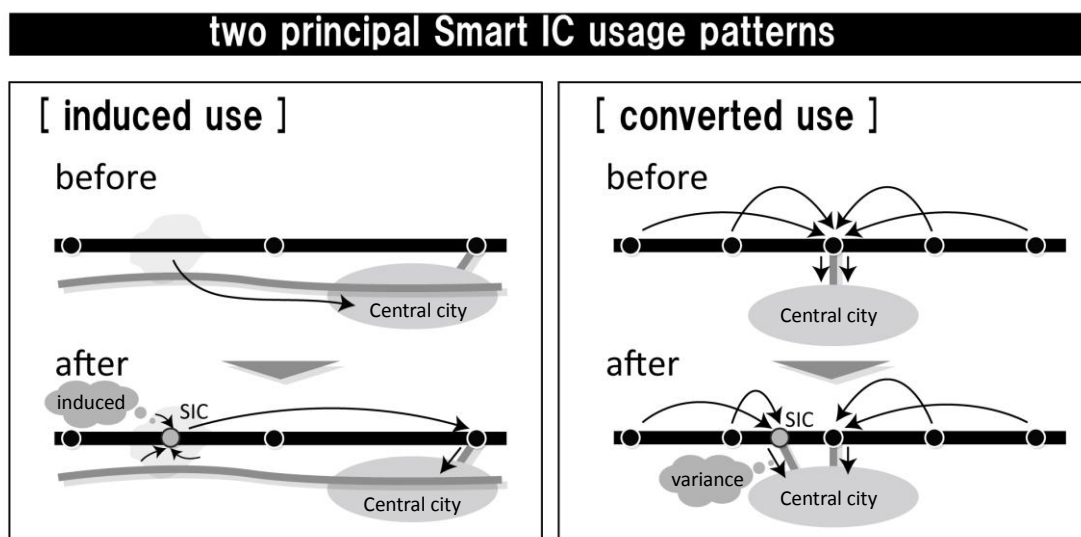 two principal Smart IC usage patterns
[ induced use ]
before
Central city
after
induced
SIC
Central city
[ converted use ]
before
Central city
after
SIC
variance
Central city